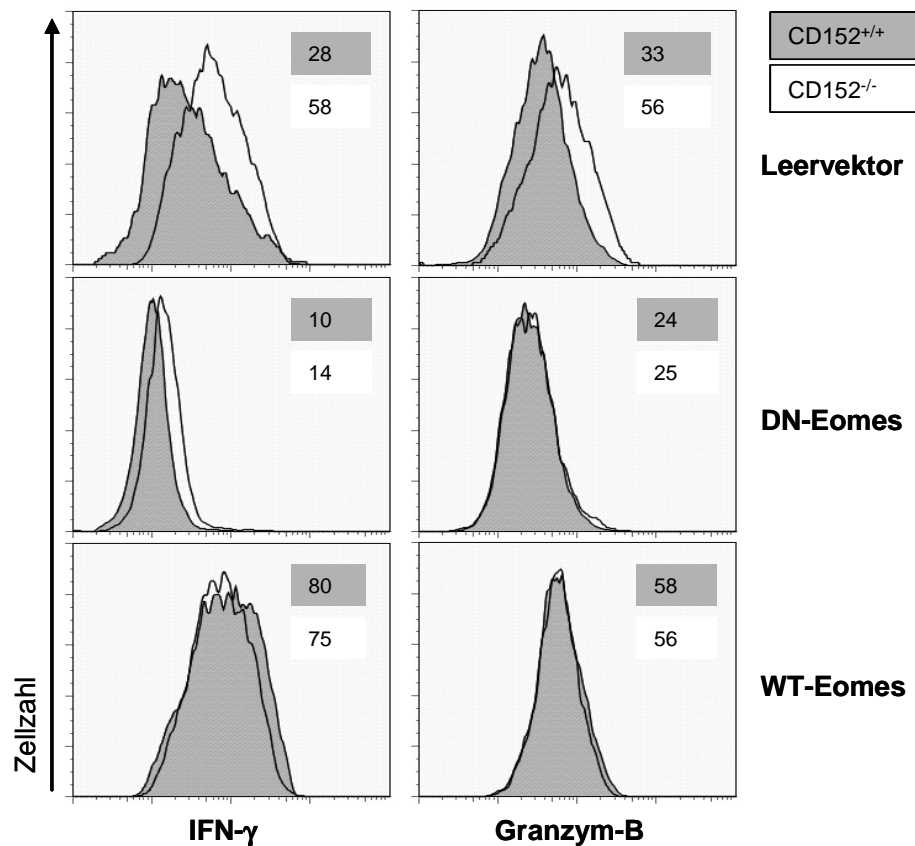 CD152+/+
CD152-/-
28
58
33
56
Leervektor
10
14
24
25
DN-Eomes
80
75
58
56
WT-Eomes
Zellzahl
IFN-γ
Granzym-B